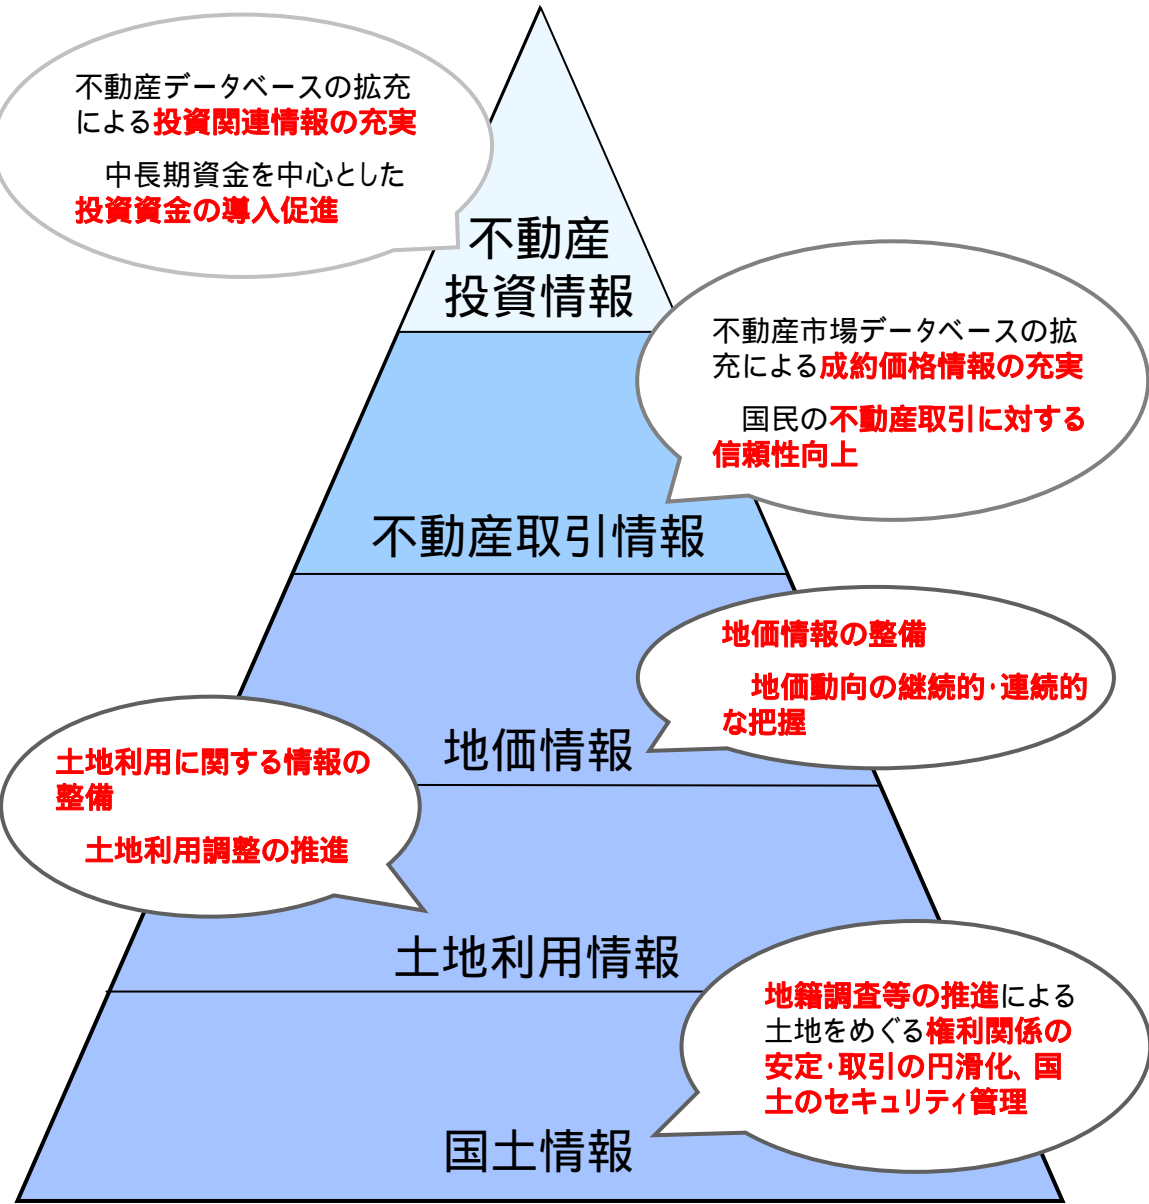 不動産データベースの拡充
による投資関連情報の充実
中長期資金を中心とした
投資資金の導入促進
不動産
投資情報
不動産市場データベースの拡
充による成約価格情報の充実
国民の不動産取引に対する
信頼性向上
不動産取引情報
地価情報の整備
地価動向の継続的･連続的
な把握
地価情報
土地利用に関する情報の
整備
土地利用調整の推進
土地利用情報
地籍調査等の推進による
土地をめぐる権利関係の
安定･取引の円滑化、国
土のセキュリティ管理
国土情報